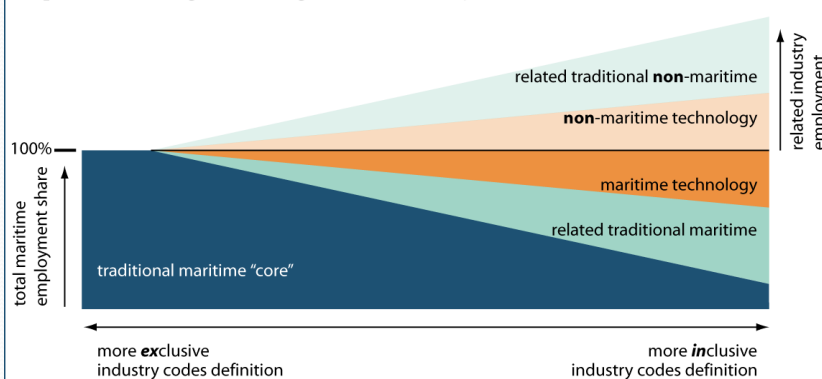 related traditional non-maritime
non-maritime technology
100%
maritime technology
related traditional maritime
traditional maritime "core"
total maritime
employment share
related industry
employment
more exclusive
industry codes definition
more inclusive
industry codes definition